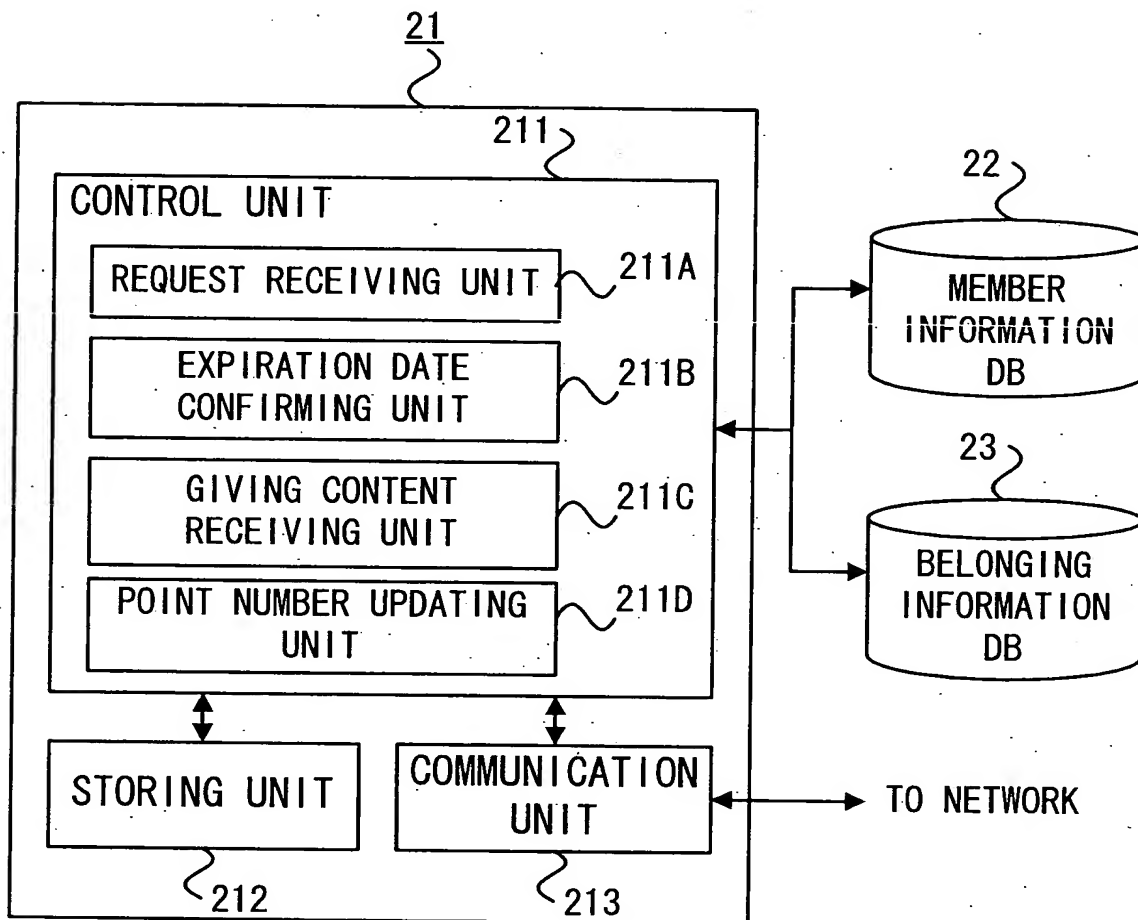 21
211
CONTROL UNIT
REQUEST RECEIVING UNIT
211A
EXPIRATION DATE
CONFIRMING UNIT
211B
GIVING CONTENT
RECEIVING UNIT
211C
POINT NUMBER UPDATING
UNIT
211D
22
MEMBER
INFORMATION
DB
23
BELONGING
INFORMATION
DB
STORING UNIT
212
COMMUNICATION
UNIT
213
TO NETWORK